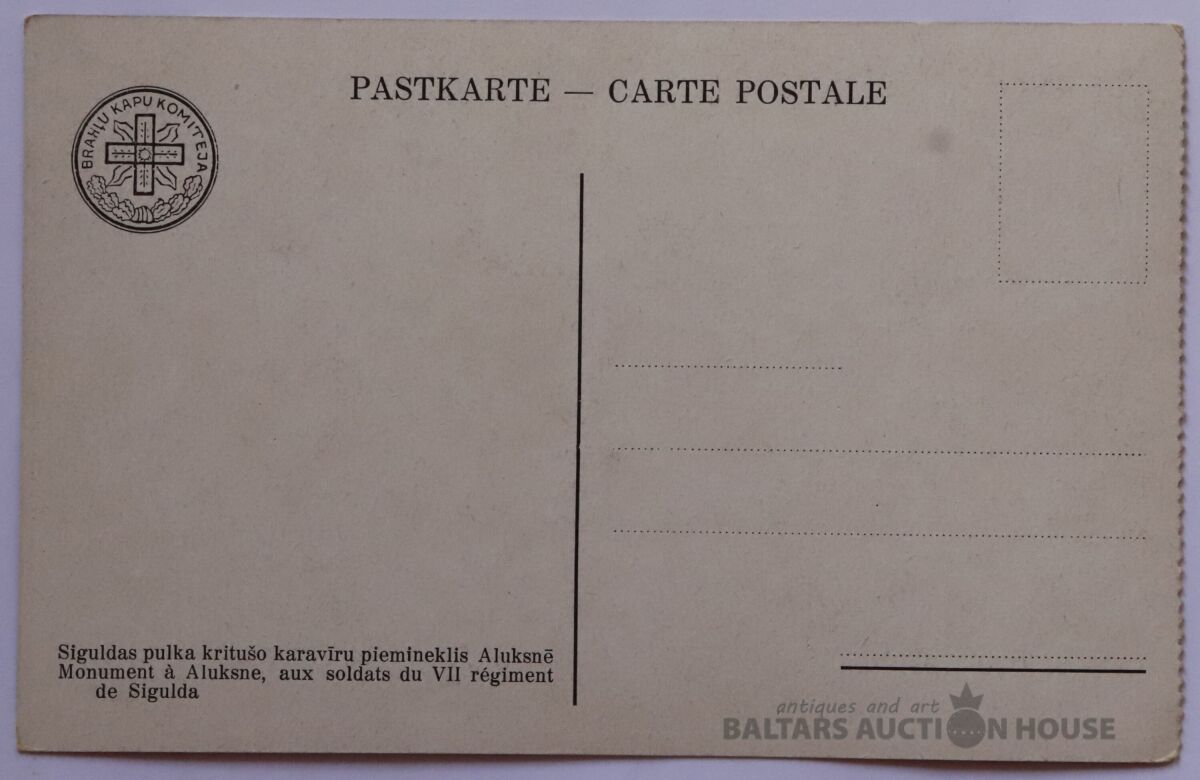 PASTKARTE — CARTE POSTALE
BRAHĻU KAPU KOMITEJA
Siguldas pulka kritušo karavīru piemineklis Aluksnē
Monument à Aluksne, aux soldats du VII régiment
de Sigulda
antiques and art
BALTARS AUCTION HOUSE